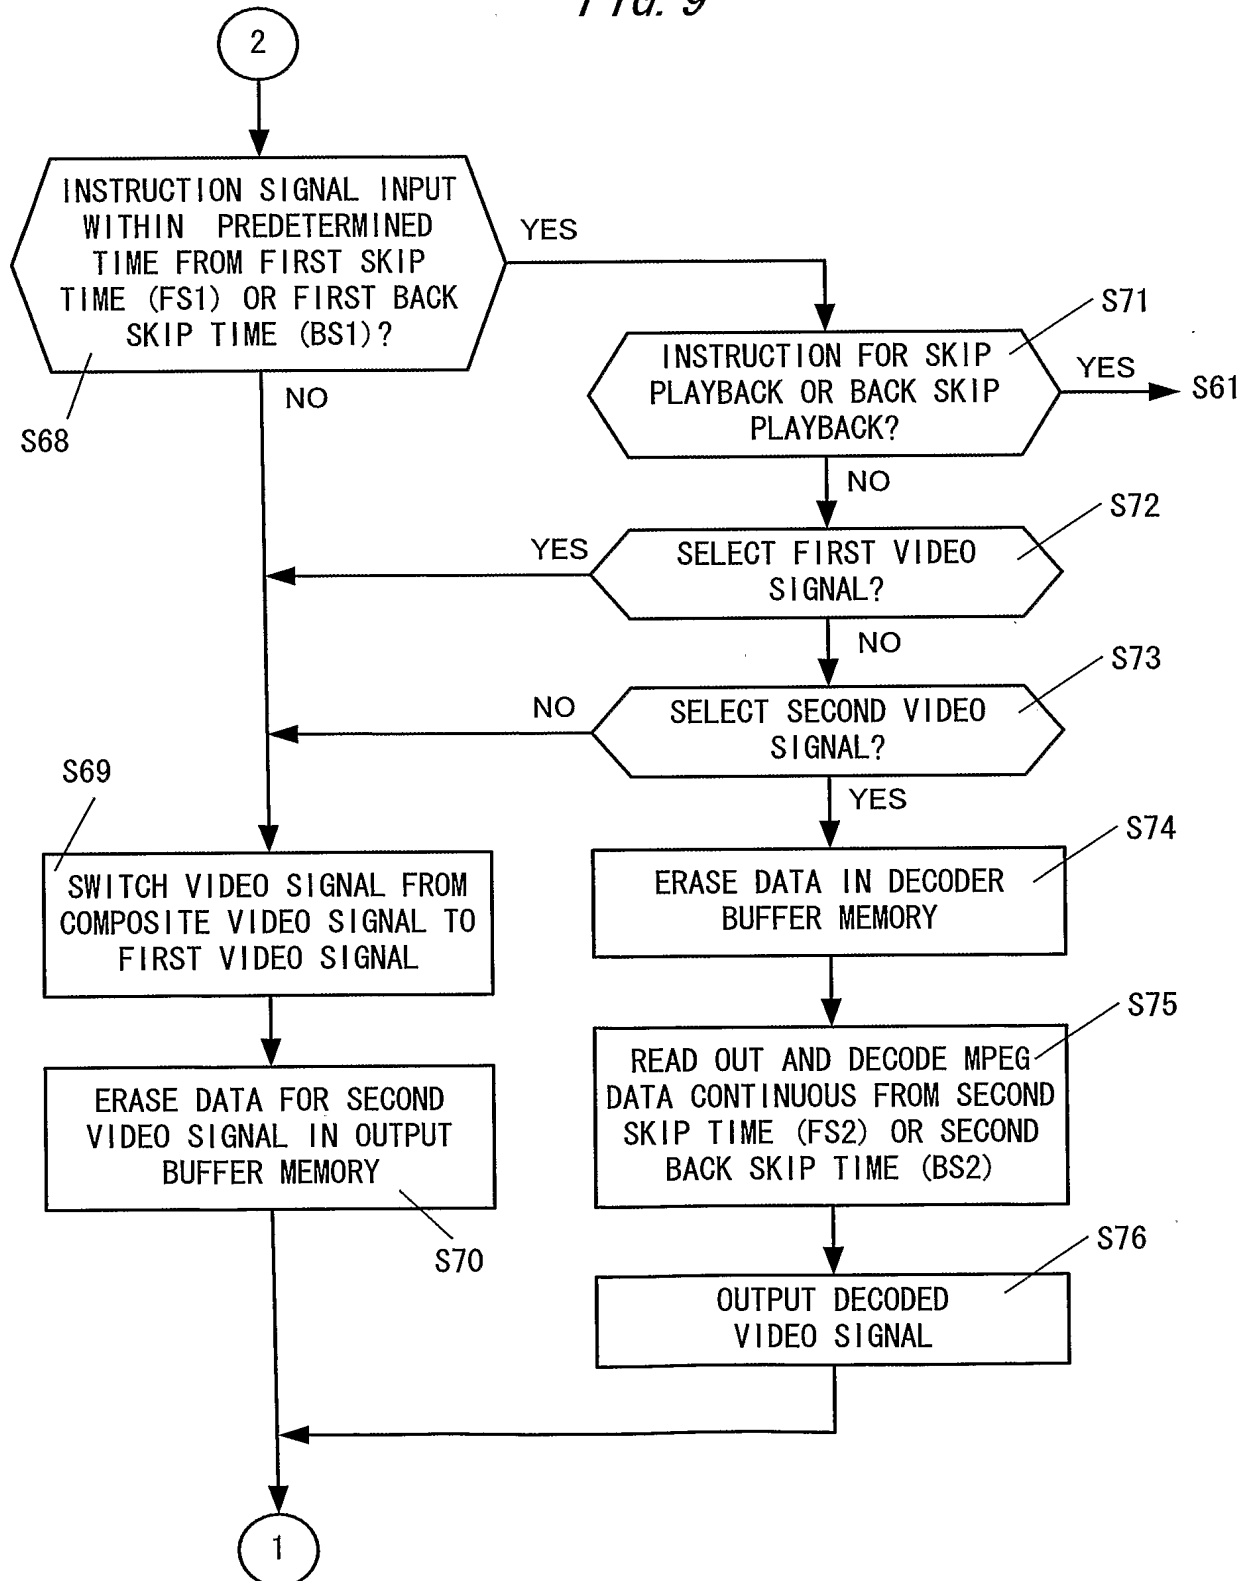 FIG. 9
2
INSTRUCTION SIGNAL INPUT
WITHIN PREDETERMINED
TIME FROM FIRST SKIP
TIME (FS1) OR FIRST BACK
SKIP TIME (BS1)?
YES
NO
S68
S71
INSTRUCTION FOR SKIP
PLAYBACK OR BACK SKIP
PLAYBACK?
YES
S61
NO
S72
SELECT FIRST VIDEO
SIGNAL?
YES
NO
S73
SELECT SECOND VIDEO
SIGNAL?
NO
YES
S69
SWITCH VIDEO SIGNAL FROM
COMPOSITE VIDEO SIGNAL TO
FIRST VIDEO SIGNAL
S74
ERASE DATA IN DECODER
BUFFER MEMORY
ERASE DATA FOR SECOND
VIDEO SIGNAL IN OUTPUT
BUFFER MEMORY
S70
S75
READ OUT AND DECODE MPEG
DATA CONTINUOUS FROM SECOND
SKIP TIME (FS2) OR SECOND
BACK SKIP TIME (BS2)
S76
OUTPUT DECODED
VIDEO SIGNAL
1